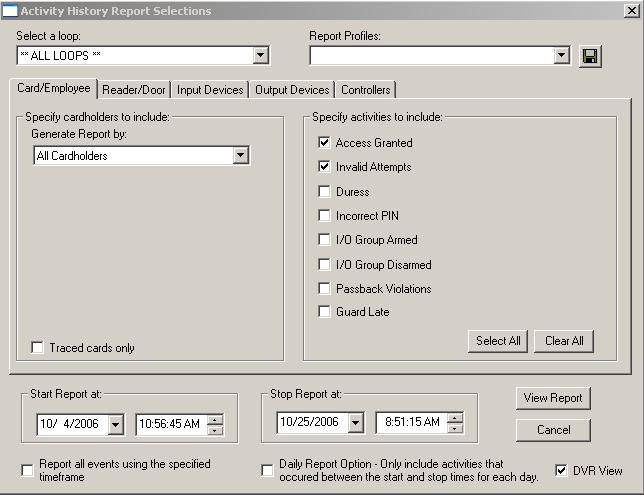 Activity History Report Selections
Select a loop:
Report Profiles:
** ALL LOOPS **
Card/Employee
Reader/Door
Input Devices
Output Devices
Controllers
Specify cardholders to include:
Generate Report by:
All Cardholders
Traced cards only
Specify activities to include:
Access Granted
Invalid Attempts
Duress
Incorrect PIN
I/O Group Armed
I/O Group Disarmed
Passback Violations
Guard Late
Select All
Clear All
Start Report at:
10/ 4/2006
10:56:45 AM
Stop Report at:
10/25/2006
8:51:15 AM
View Report
Cancel
Report all events using the specified
timeframe
Daily Report Option - Only include activities that
occured between the start and stop times for each day.
DVR View